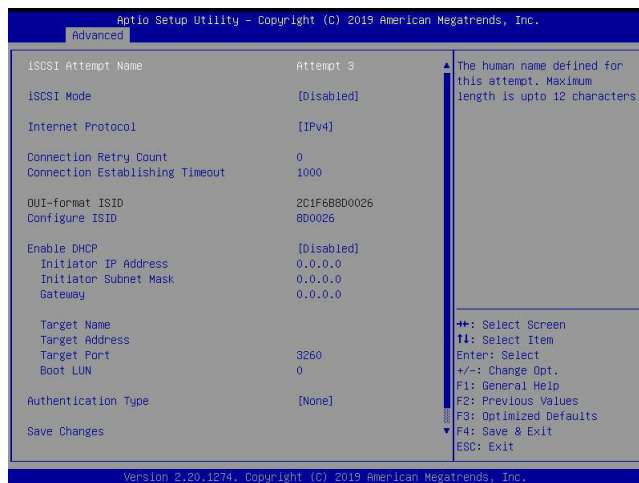 Aptio Setup Utility – Copyright (C) 2019 American Megatrends, Inc.
Advanced
iSCSI Attempt Name Attempt 3
iSCSI Mode [Disabled]
Internet Protocol [IPv4]
Connection Retry Count 0
Connection Establishing Timeout 1000
OUI-format ISID 2C1F6B8D0026
Configure ISID 8D0026
Enable DHCP [Disabled]
Initiator IP Address 0.0.0.0
Initiator Subnet Mask 0.0.0.0
Gateway 0.0.0.0
Target Name
Target Address
Target Port 3260
Boot LUN 0
Authentication Type [None]
Save Changes
The human name defined for
this attempt. Maximum
length is upto 12 characters
→←: Select Screen
↑↓: Select Item
Enter: Select
+/-: Change Opt.
F1: General Help
F2: Previous Values
F3: Optimized Defaults
F4: Save & Exit
ESC: Exit
Version 2.20.1274. Copyright (C) 2019 American Megatrends, Inc.